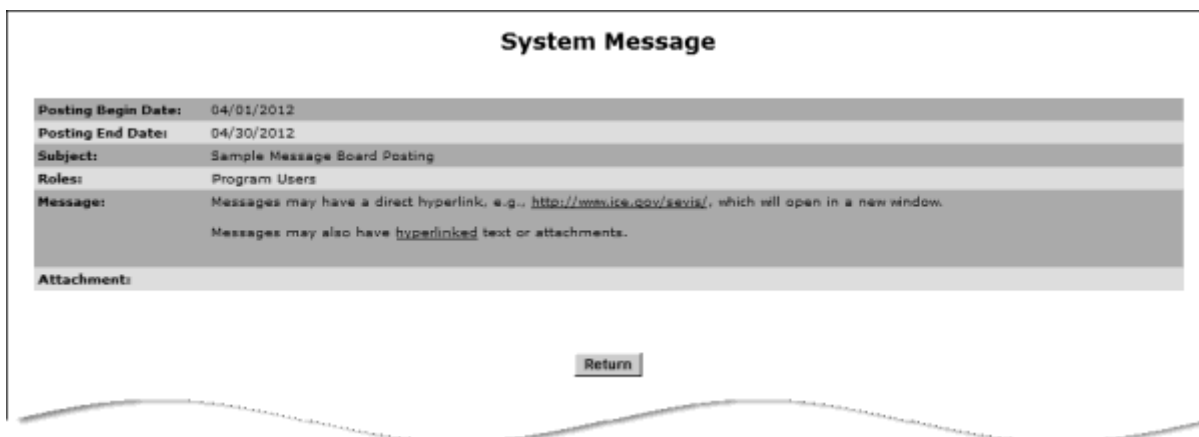 System Message
Posting Begin Date: 04/01/2012
Posting End Date: 04/30/2012
Subject: Sample Message Board Posting
Roles: Program Users
Message: Messages may have a direct hyperlink, e.g., http://www.ice.gov/sevis/, which will open in a new window.
Messages may also have hyperlinked text or attachments.
Attachment:
Return